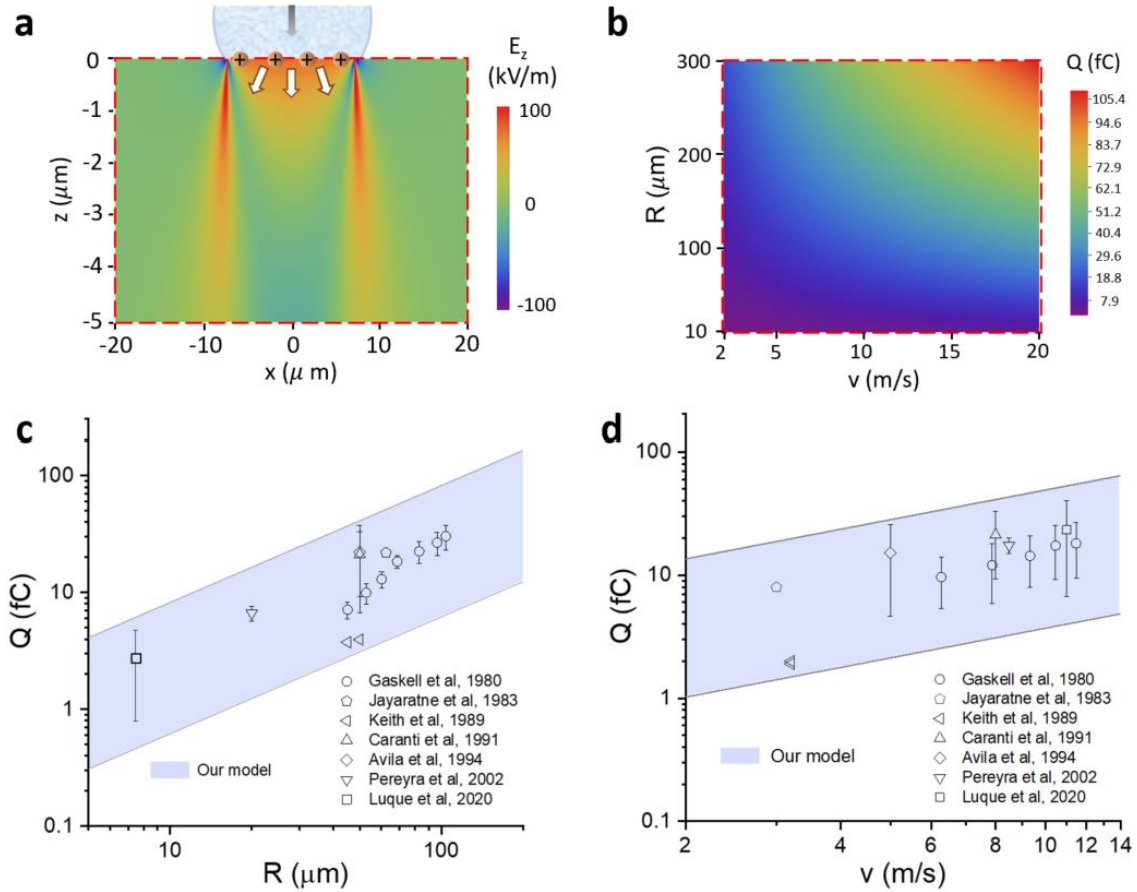 a
+ + + +
E_z
(kV/m)
100
0
-100
0
-1
-2
-3
-4
-5
z (μm)
-20
-10
0
10
20
x (μ m)
b
Q (fC)
105.4
94.6
83.7
72.9
62.1
51.2
40.4
29.6
18.8
7.9
300
200
100
10
R (μm)
2
5
10
15
20
v (m/s)
c
100
10
1
0.1
Q (fC)
Gaskell et al, 1980
Jayaratne et al, 1983
Keith et al, 1989
Caranti et al, 1991
Avila et al, 1994
Pereyra et al, 2002
Luque et al, 2020
Our model
10
100
R (μm)
d
100
10
1
0.1
Q (fC)
Gaskell et al, 1980
Jayaratne et al, 1983
Keith et al, 1989
Caranti et al, 1991
Avila et al, 1994
Pereyra et al, 2002
Luque et al, 2020
Our model
2
4
6
8
10
12
14
v (m/s)